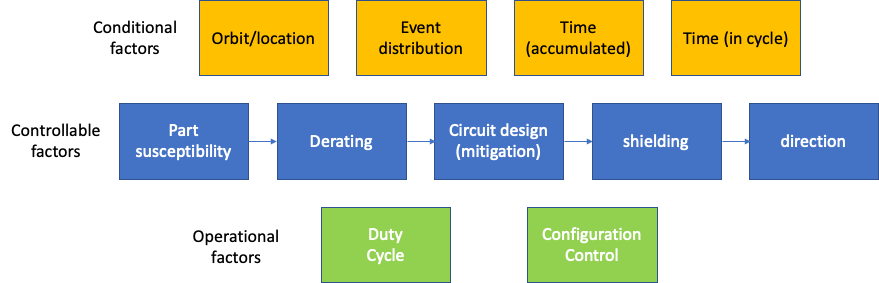 Conditional
factors
Orbit/location
Event
distribution
Time
(accumulated)
Time (in cycle)
Controllable
factors
Part
susceptibility
Derating
Circuit design
(mitigation)
shielding
direction
Operational
factors
Duty
Cycle
Configuration
Control